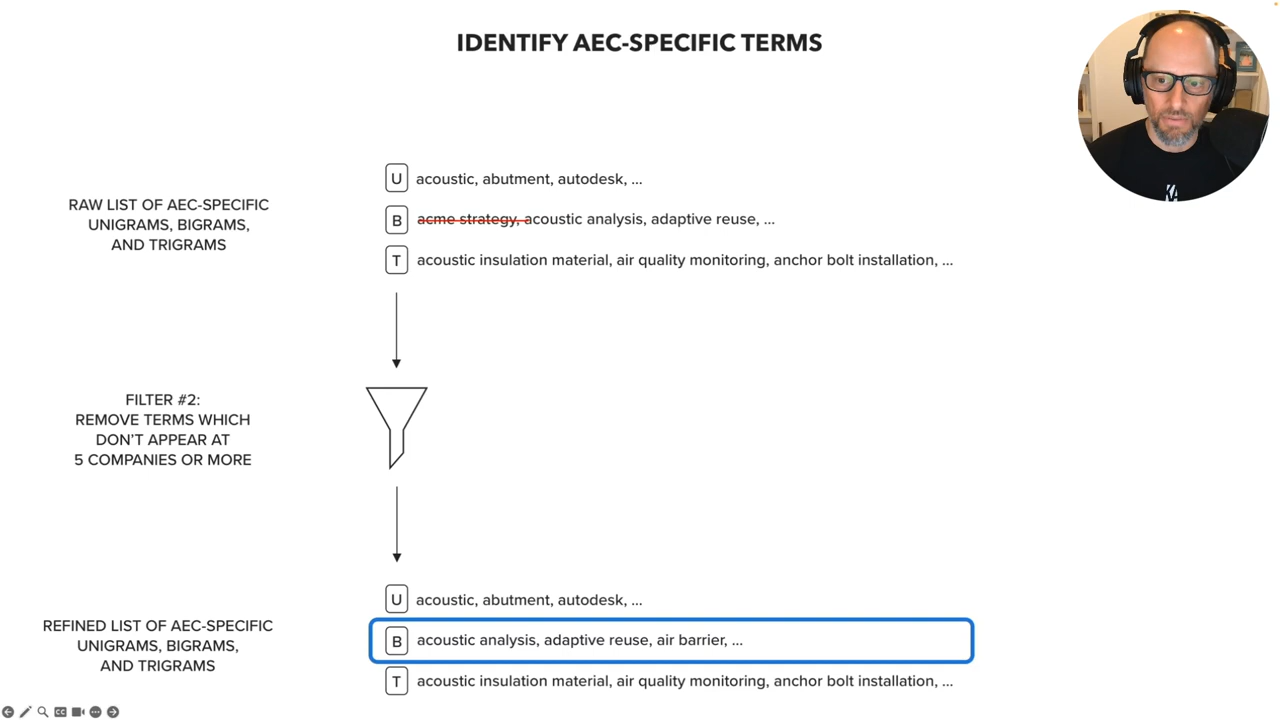 IDENTIFY AEC-SPECIFIC TERMS
RAW LIST OF AEC-SPECIFIC
UNIGRAMS, BIGRAMS,
AND TRIGRAMS
U acoustic, abutment, autodesk, ...
B acme strategy, acoustic analysis, adaptive reuse, ...
T acoustic insulation material, air quality monitoring, anchor bolt installation, ...
FILTER #2:
REMOVE TERMS WHICH
DON'T APPEAR AT
5 COMPANIES OR MORE
REFINED LIST OF AEC-SPECIFIC
UNIGRAMS, BIGRAMS,
AND TRIGRAMS
U acoustic, abutment, autodesk, ...
B acoustic analysis, adaptive reuse, air barrier, ...
T acoustic insulation material, air quality monitoring, anchor bolt installation, ...
CC